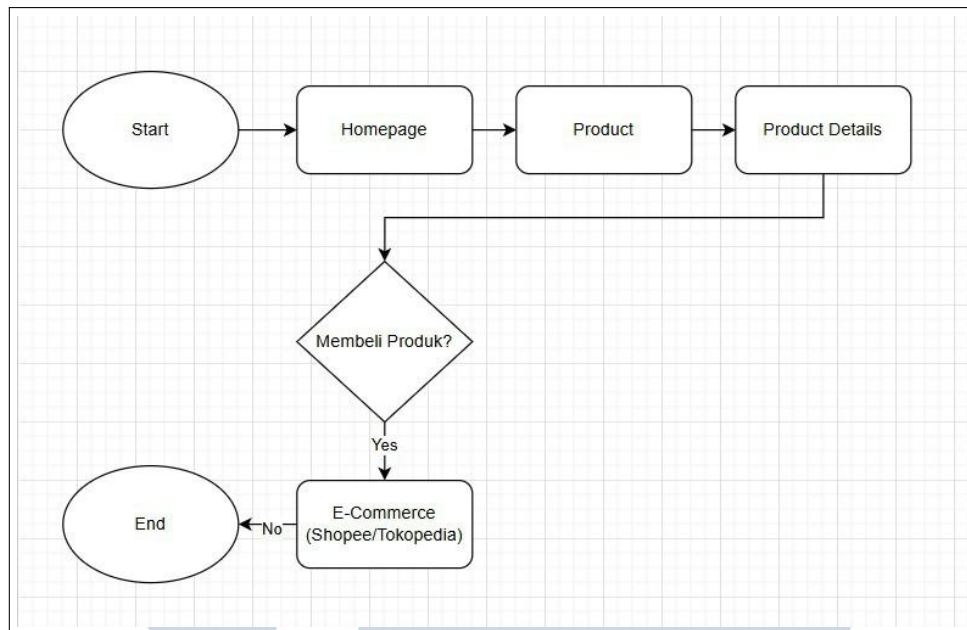 Start
Homepage
Product
Product Details
Membeli Produk?
Yes
E-Commerce
(Shopee/Tokopedia)
No
End